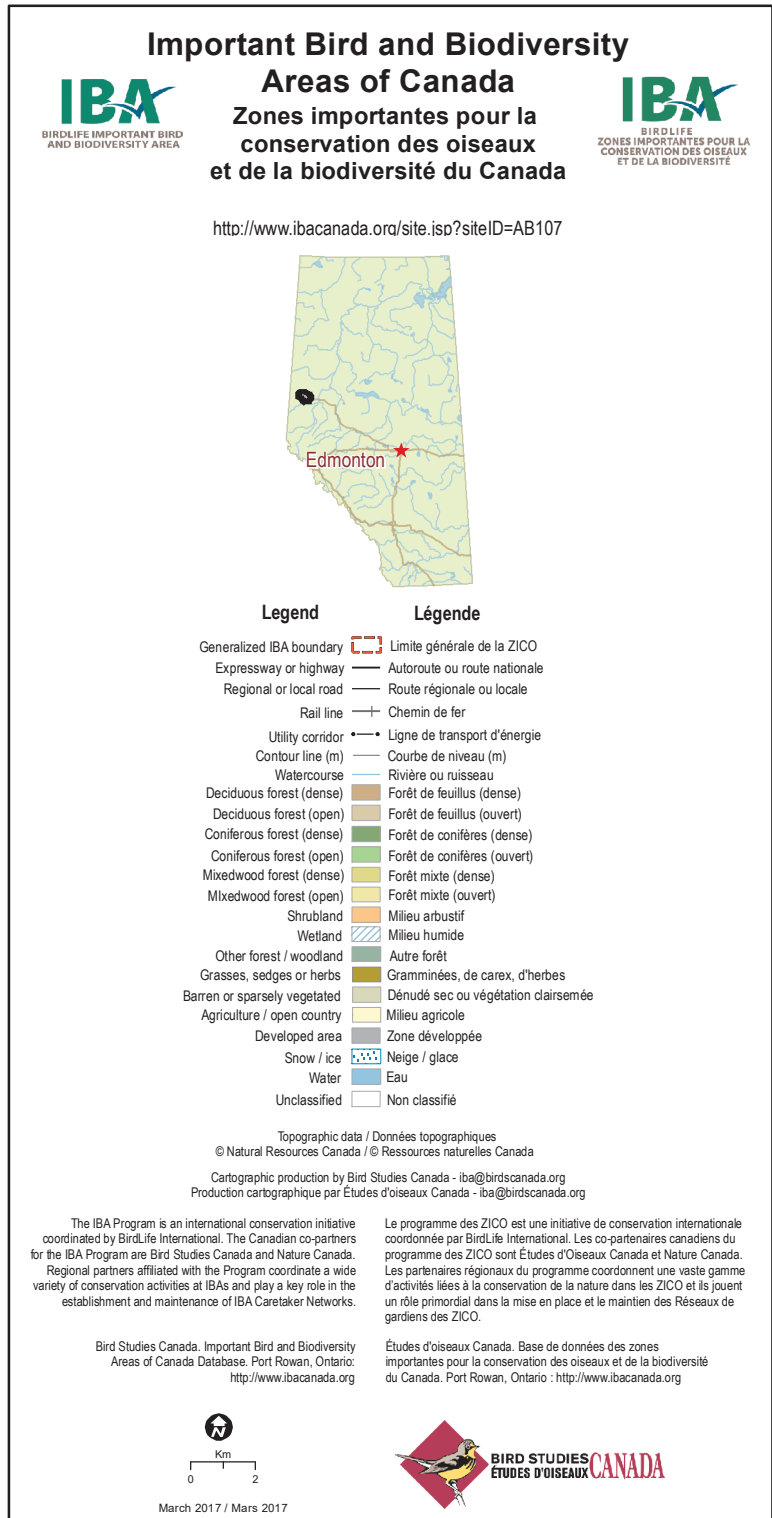 Important Bird and Biodiversity
Areas of Canada
Zones importantes pour la
conservation des oiseaux
et de la biodiversité du Canada
IBA
BIRDLIFE IMPORTANT BIRD
AND BIODIVERSITY AREA
IBA
BIRDLIFE
ZONES IMPORTANTES POUR LA
CONSERVATION DES OISEAUX
ET DE LA BIODIVERSITÉ
http://www.ibacanada.org/site.jsp?siteID=AB107
Edmonton
Legend Légende
Generalized IBA boundary Limite générale de la ZICO
Expressway or highway Autoroute ou route nationale
Regional or local road Route régionale ou locale
Rail line Chemin de fer
Utility corridor Ligne de transport d'énergie
Contour line (m) Courbe de niveau (m)
Watercourse Rivière ou ruisseau
Deciduous forest (dense) Forêt de feuillus (dense)
Deciduous forest (open) Forêt de feuillus (ouvert)
Coniferous forest (dense) Forêt de conifères (dense)
Coniferous forest (open) Forêt de conifères (ouvert)
Mixedwood forest (dense) Forêt mixte (dense)
MIxedwood forest (open) Forêt mixte (ouvert)
Shrubland Milieu arbustif
Wetland Milieu humide
Other forest / woodland Autre forêt
Grasses, sedges or herbs Graminées, de carex, d'herbes
Barren or sparsely vegetated Dénudé sec ou végétation clairsemée
Agriculture / open country Milieu agricole
Developed area Zone développée
Snow / ice Neige / glace
Water Eau
Unclassified Non classifié
Topographic data / Données topographiques
© Natural Resources Canada / © Ressources naturelles Canada
Cartographic production by Bird Studies Canada - iba@birdscanada.org
Production cartographique par Études d'oiseaux Canada - iba@birdscanada.org
The IBA Program is an international conservation initiative
coordinated by BirdLife International. The Canadian co-partners
for the IBA Program are Bird Studies Canada and Nature Canada.
Regional partners affiliated with the Program coordinate a wide
variety of conservation activities at IBAs and play a key role in the
establishment and maintenance of IBA Caretaker Networks.
Le programme des ZICO est une initiative de conservation internationale
coordonnée par BirdLife International. Les co-partenaires canadiens du
programme des ZICO sont Études d'Oiseaux Canada et Nature Canada.
Les partenaires régionaux du programme coordonnent une vaste gamme
d'activités liées à la conservation de la nature dans les ZICO et ils jouent
un rôle primordial dans la mise en place et le maintien des Réseaux de
gardiens des ZICO.
Bird Studies Canada. Important Bird and Biodiversity
Areas of Canada Database. Port Rowan, Ontario:
http://www.ibacanada.org
Études d'oiseaux Canada. Base de données des zones
importantes pour la conservation des oiseaux et de la biodiversité
du Canada. Port Rowan, Ontario : http://www.ibacanada.org
N
Km
0 2
March 2017 / Mars 2017
BIRD STUDIES
ÉTUDES D'OISEAUX CANADA